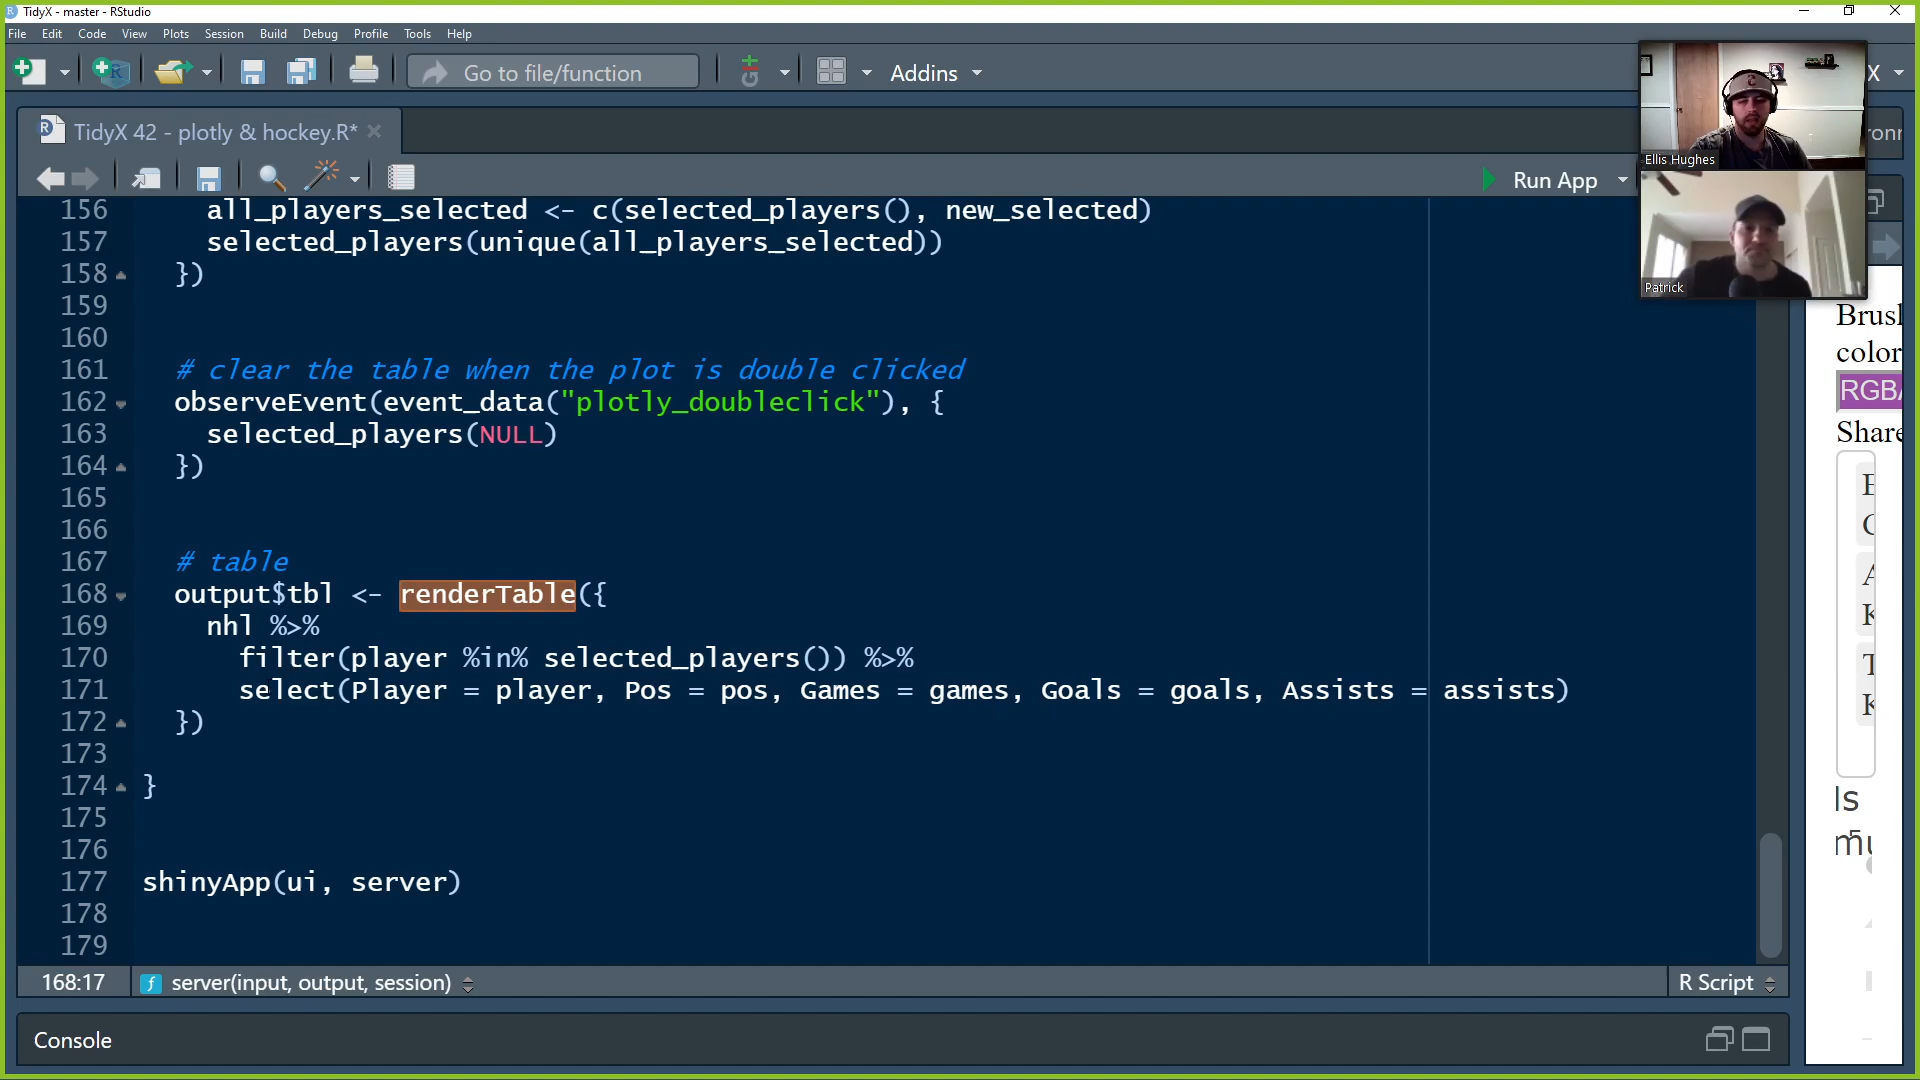 TidyX - master - RStudio
File Edit Code View Plots Session Build Debug Profile Tools Help
Go to file/function
Addins
X
TidyX 42 - plotly & hockey.R*
Run App
Ellis Hughes
Patrick
156 all_players_selected <- c(selected_players(), new_selected)
157 selected_players(unique(all_players_selected))
158 })
159
160
161 # clear the table when the plot is double clicked
162 observeEvent(event_data("plotly_doubleclick"), {
163 selected_players(NULL)
164 })
165
166
167 # table
168 output$tbl <- renderTable({
169 nhl %>%
170 filter(player %in% selected_players()) %>%
171 select(Player = player, Pos = pos, Games = games, Goals = goals, Assists = assists)
172 })
173
174 }
175
176
177 shinyApp(ui, server)
178
179
color
RGBA
Share
168:17 server(input, output, session) R Script
Console